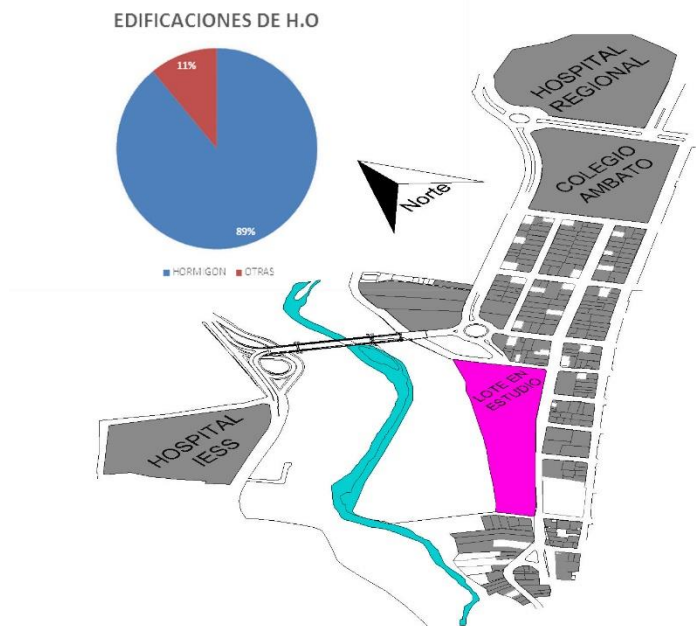 EDIFICACIONES DE H.O
11%
89%
HORMIGON
OTRAS
HOSPITAL
REGIONAL
COLEGIO
AMBATO
Norte
LOTE EN
ESTUDIO
HOSPITAL
IESS